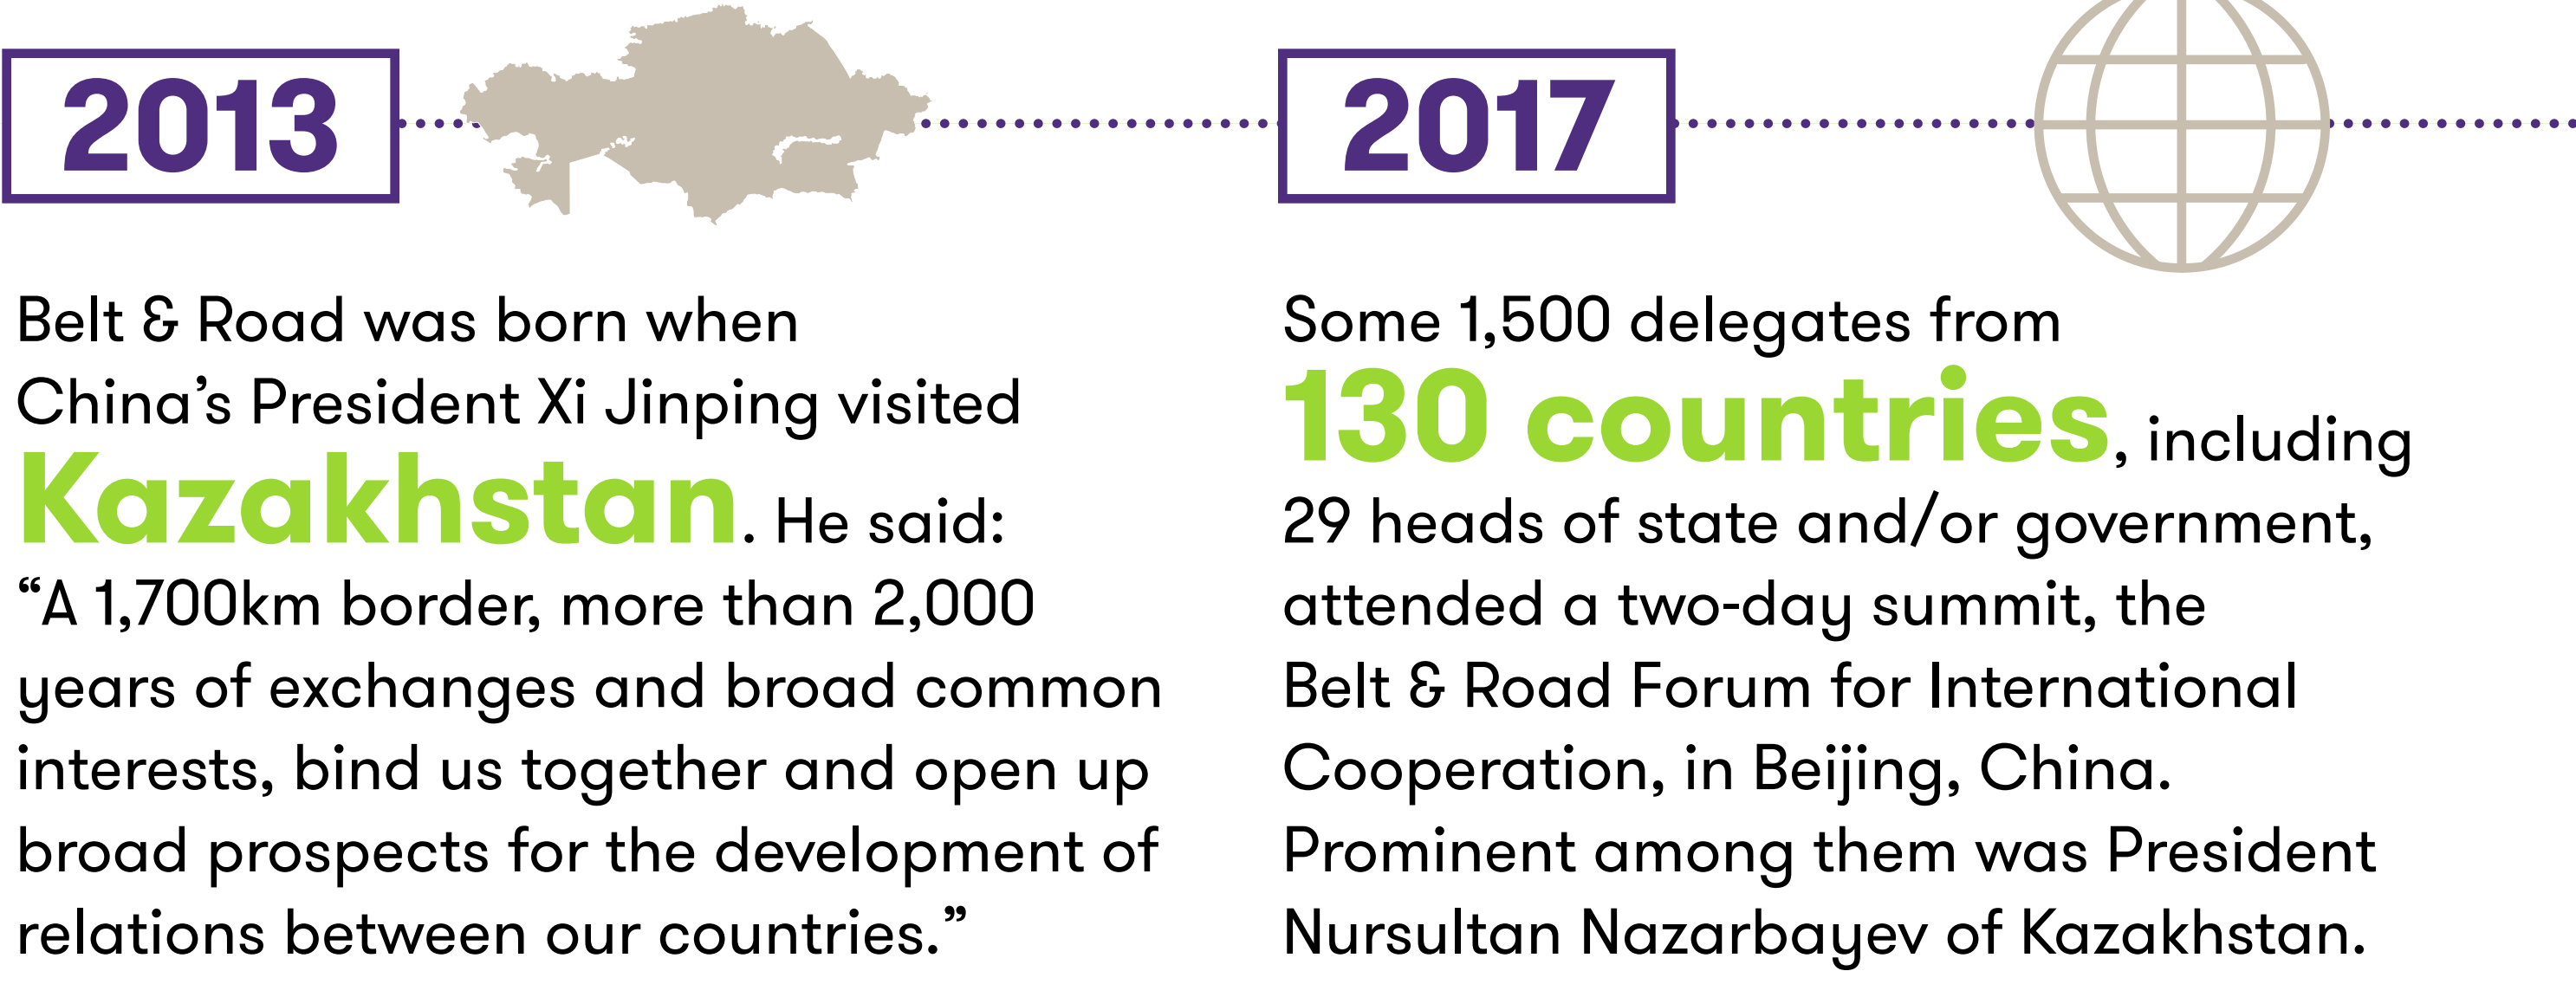 2013
Belt & Road was born when
China’s President Xi Jinping visited
Kazakhstan. He said:
“A 1,700km border, more than 2,000
years of exchanges and broad common
interests, bind us together and open up
broad prospects for the development of
relations between our countries.”
2017
Some 1,500 delegates from
130 countries, including
29 heads of state and/or government,
attended a two-day summit, the
Belt & Road Forum for International
Cooperation, in Beijing, China.
Prominent among them was President
Nursultan Nazarbayev of Kazakhstan.